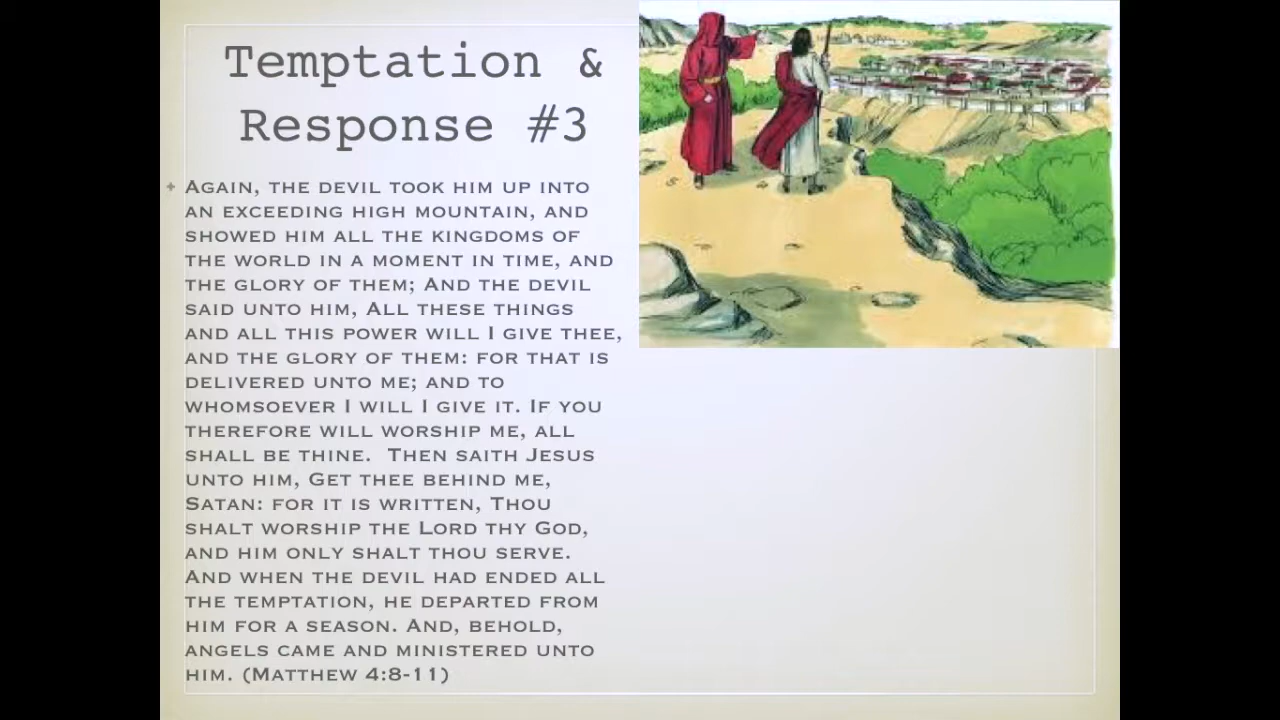 Temptation &
Response #3
Again, the devil took him up into
an exceeding high mountain, and
showed him all the kingdoms of
the world in a moment in time, and
the glory of them; And the devil
said unto him, All these things
and all this power will I give thee,
and the glory of them: for that is
delivered unto me; and to
whomsoever I will I give it. If you
therefore will worship me, all
shall be thine. Then saith Jesus
unto him, Get thee behind me,
Satan: for it is written, Thou
shalt worship the Lord thy God,
and him only shalt thou serve.
And when the devil had ended all
the temptation, he departed from
him for a season. And, behold,
angels came and ministered unto
him. (Matthew 4:8-11)